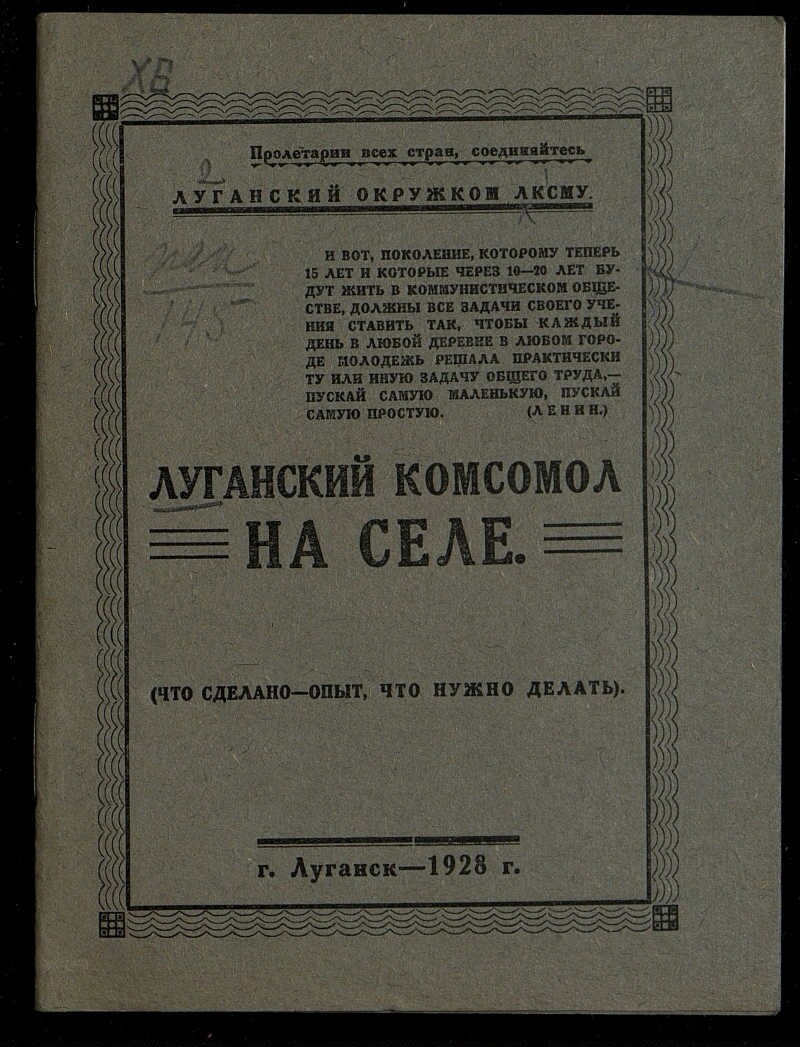 ХВ
Пролетарии всех стран, соединяйтесь
ЛУГАНСКИЙ ОКРУЖКОМ ЛКСМУ.
И ВОТ, ПОКОЛЕНИЕ, КОТОРОМУ ТЕПЕРЬ
15 ЛЕТ И КОТОРЫЕ ЧЕРЕЗ 10—20 ЛЕТ БУ-
ДУТ ЖИТЬ В КОММУНИСТИЧЕСКОМ ОБЩЕ-
СТВЕ, ДОЛЖНЫ ВСЕ ЗАДАЧИ СВОЕГО УЧЕ-
НИЯ СТАВИТЬ ТАК, ЧТОБЫ КАЖДЫЙ
ДЕНЬ В ЛЮБОЙ ДЕРЕВНЕ В ЛЮБОМ ГОРО-
ДЕ МОЛОДЕЖЬ РЕШАЛА ПРАКТИЧЕСКИ
ТУ ИЛИ ИНУЮ ЗАДАЧУ ОБЩЕГО ТРУДА,—
ПУСКАЙ САМУЮ МАЛЕНЬКУЮ, ПУСКАЙ
САМУЮ ПРОСТУЮ. (ЛЕНИН.)
ЛУГАНСКИЙ КОМСОМОЛ
НА СЕЛЕ.
(ЧТО СДЕЛАНО—ОПЫТ, ЧТО НУЖНО ДЕЛАТЬ).
г. Луганск—1928 г.